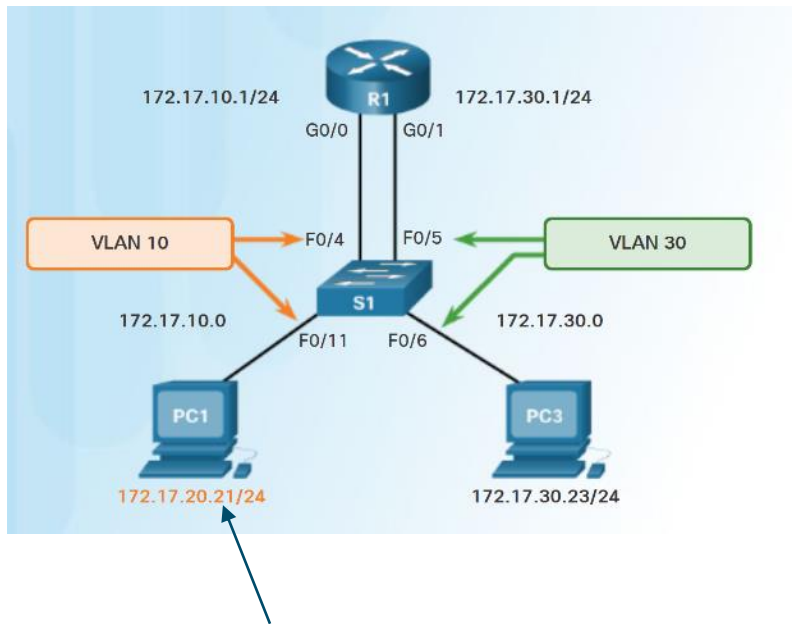 R1
172.17.10.1/24
172.17.30.1/24
G0/0
G0/1
VLAN 10
F0/4
F0/5
VLAN 30
S1
172.17.10.0
172.17.30.0
F0/11
F0/6
PC1
PC3
172.17.20.21/24
172.17.30.23/24